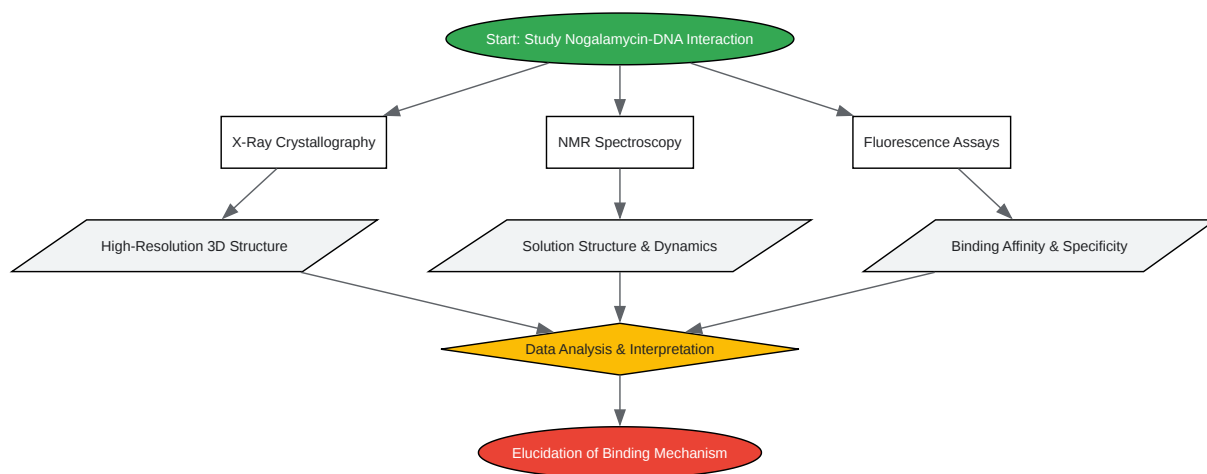 Start: Study Nogalamycin-DNA Interaction
X-Ray Crystallography
NMR Spectroscopy
Fluorescence Assays
High-Resolution 3D Structure
Solution Structure & Dynamics
Binding Affinity & Specificity
Data Analysis & Interpretation
Elucidation of Binding Mechanism